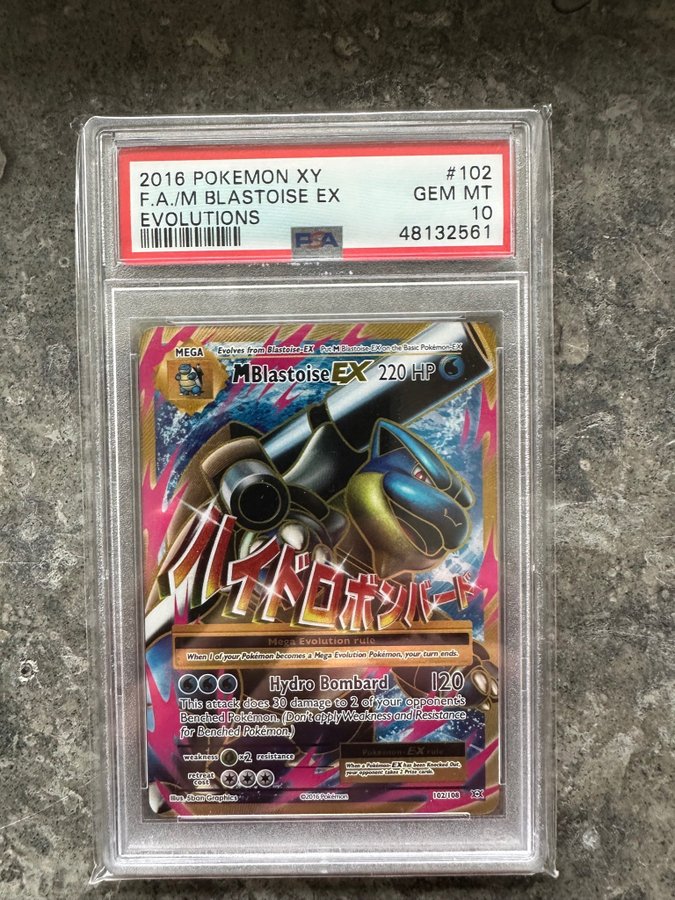 2016 POKEMON XY #102
F.A./M BLASTOISE EX GEM MT
EVOLUTIONS 10
PSA 48132561
MEGA Evolves from Blastoise-EX Put M Blastoise-EX on the Basic Pokémon-EX
M Blastoise EX 220 HP
ハイドロボンバード
Mega Evolution rule
When 1 of your Pokémon becomes a Mega Evolution Pokémon, your turn ends.
Hydro Bombard 120
This attack does 30 damage to 2 of your opponent's
Benched Pokémon. (Don't apply Weakness and Resistance
for Benched Pokémon.)
Pokémon-EX rule
weakness ×2 resistance
When a Pokémon-EX has been Knocked Out,
your opponent takes 2 Prize cards.
retreat
cost
Illus. 5ban Graphics ©2016 Pokémon 102/108